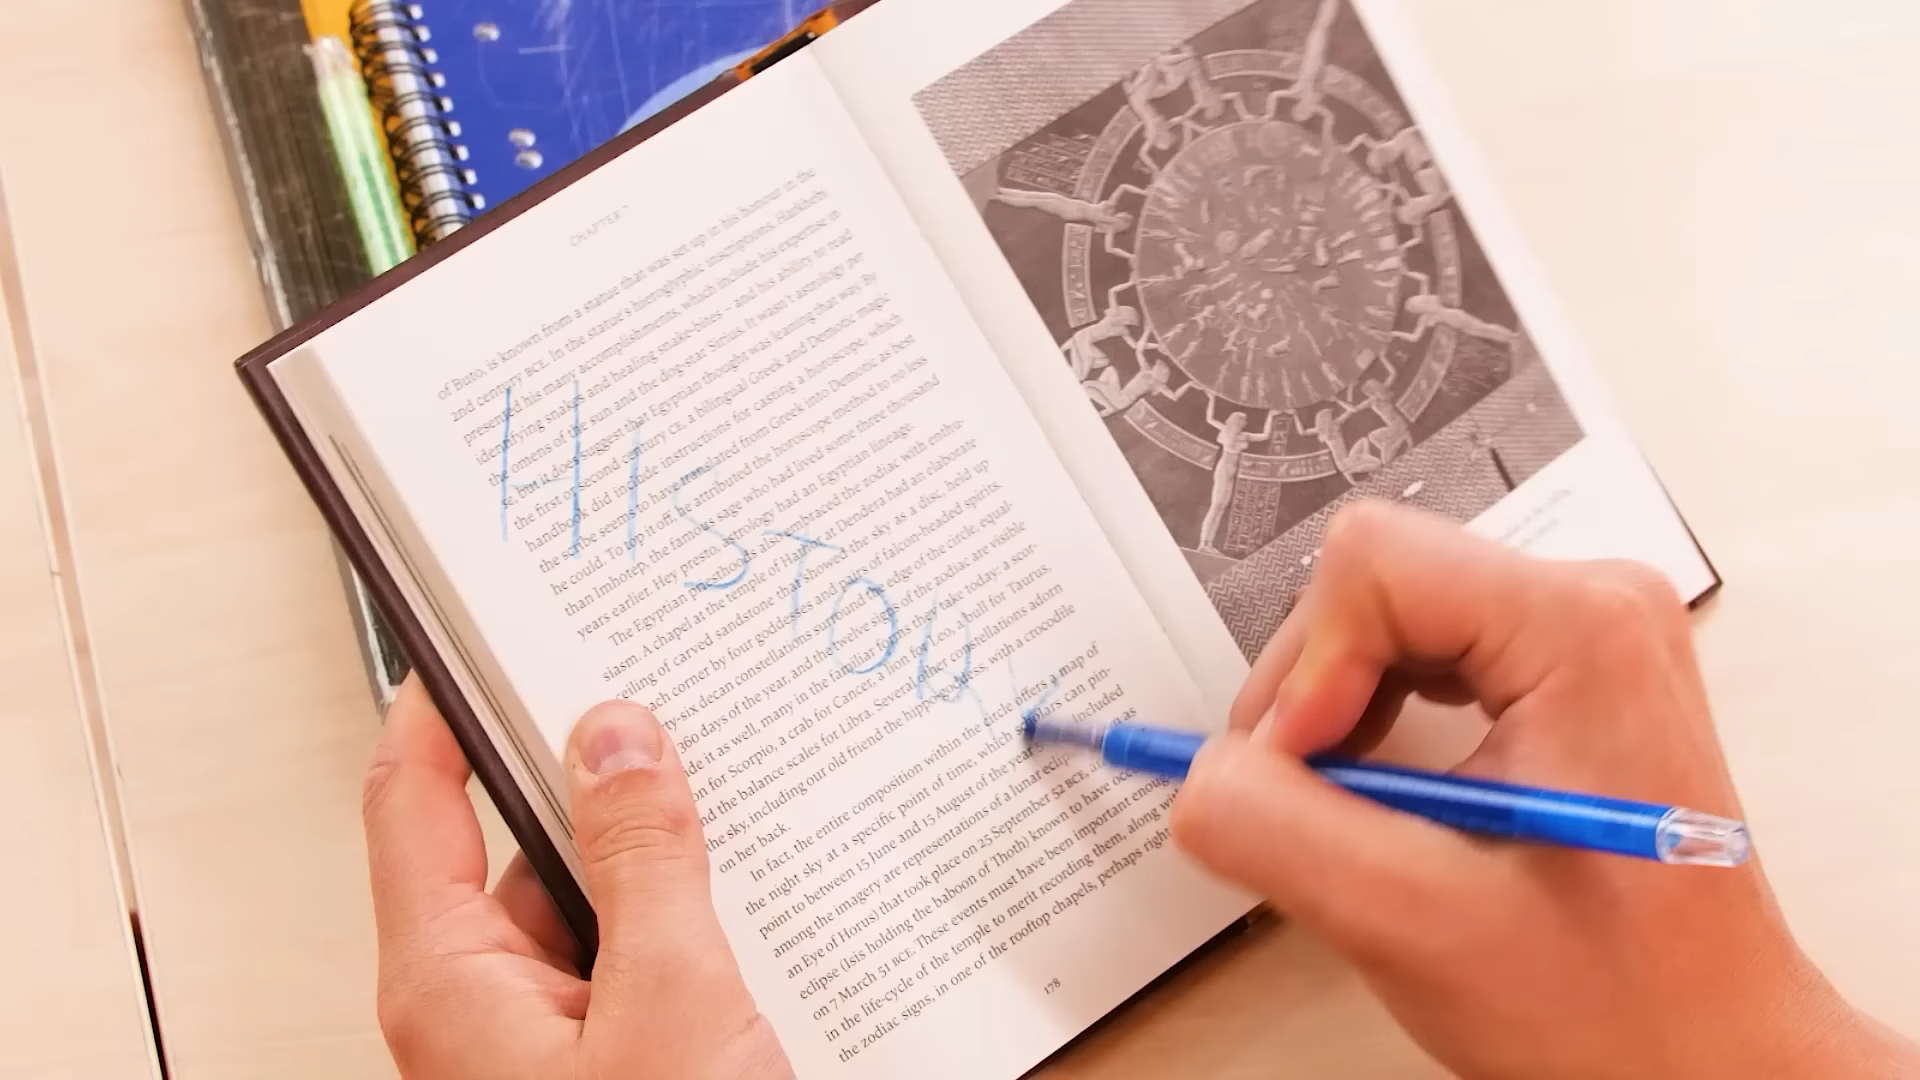 CHAPTER 7
of Buto, is known from a statue that was set up in his honour in the
2nd century BCE. In the statue's hieroglyphic inscriptions, Harkhebi
presented his many accomplishments, which include his expertise in
identifying snakes and healing snake-bites – and his ability to read
the omens of the sun and the dog-star Sirius. It wasn't astrology per
se, but it does suggest that Egyptian thought was leaning that way. By
the first or second century CE, a bilingual Greek and Demotic magic
handbook did include instructions for casting a horoscope, which
the scribe seems to have translated from Greek into Demotic as best
he could. To top it off, he attributed the horoscope method to no less
than Imhotep, the famous sage who had lived some three thousand
years earlier. Hey presto, astrology had an Egyptian lineage.
The Egyptian priesthoods also embraced the zodiac with enthu-
siasm. A chapel at the temple of Hathor at Dendera had an elaborate
ceiling of carved sandstone that showed the sky as a disc, held up
each corner by four goddesses and pairs of falcon-headed spirits.
ty-six decan constellations surround the edge of the circle, equal-
360 days of the year, and the twelve signs of the zodiac are visible
ide it as well, many in the familiar forms they take today: a scor-
on for Scorpio, a crab for Cancer, a lion for Leo, a bull for Taurus,
nd the balance scales for Libra. Several other constellations adorn
the sky, including our old friend the hippo goddess, with a crocodile
on her back.
In fact, the entire composition within the circle offers a map of
the night sky at a specific point of time, which scholars can pin-
point to between 15 June and 15 August of the year 5 Included
among the imagery are representations of a lunar eclip as
an Eye of Horus) that took place on 25 September 52 BCE, a
eclipse (Isis holding the baboon of Thoth) known to have occ
on 7 March 51 BCE. These events must have been important enoug
in the life-cycle of the temple to merit recording them, along wi
the zodiac signs, in one of the rooftop chapels, perhaps right
178
HISTORY